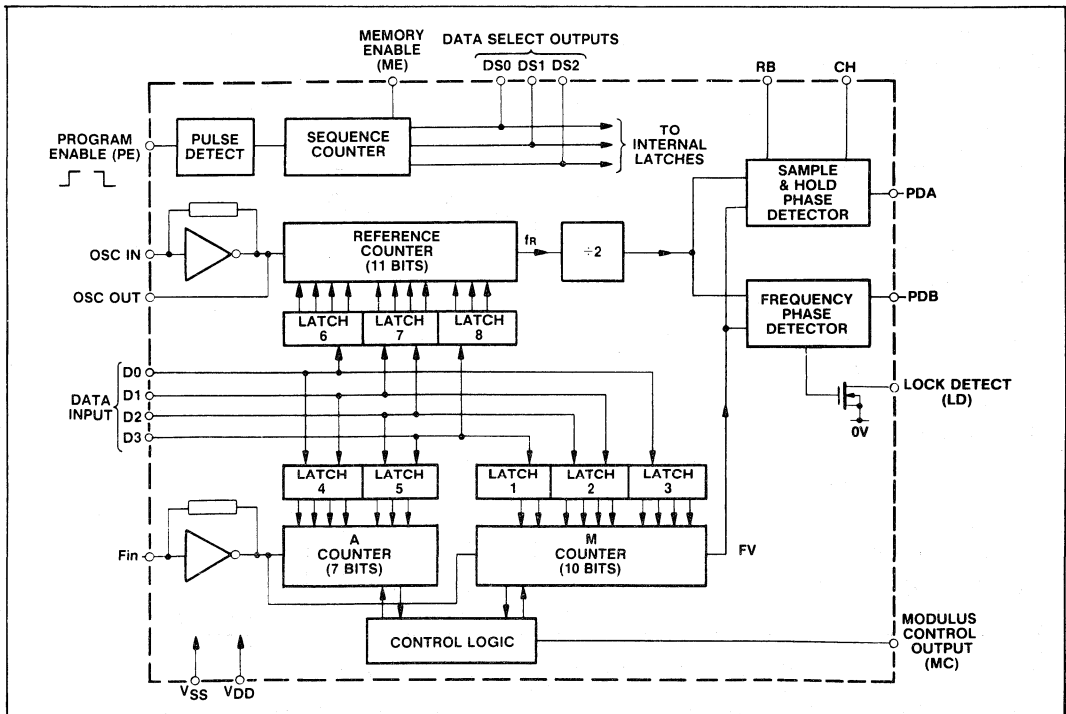 MEMORY
ENABLE
(ME)
DATA SELECT OUTPUTS
DS0 DS1 DS2
RB
CH
PROGRAM
ENABLE (PE)
PULSE
DETECT
SEQUENCE
COUNTER
TO
INTERNAL
LATCHES
SAMPLE
& HOLD
PHASE
DETECTOR
PDA
OSC IN
REFERENCE
COUNTER
(11 BITS)
fR
÷2
OSC OUT
LATCH
6
LATCH
7
LATCH
8
FREQUENCY
PHASE
DETECTOR
PDB
DATA
INPUT
D0
D1
D2
D3
LOCK DETECT
(LD)
0V
LATCH
4
LATCH
5
LATCH
1
LATCH
2
LATCH
3
Fin
A
COUNTER
(7 BITS)
M
COUNTER
(10 BITS)
FV
CONTROL LOGIC
MODULUS
CONTROL
OUTPUT
(MC)
VSS
VDD